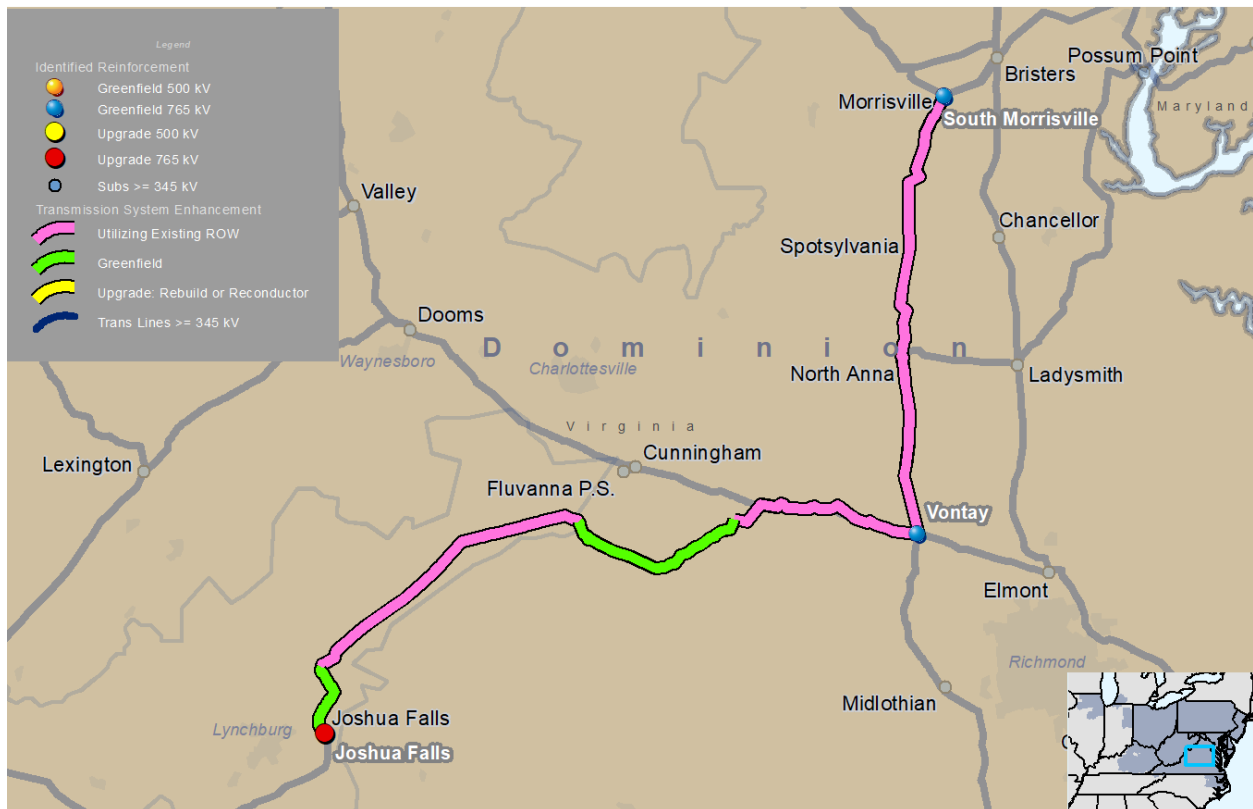 Legend
Identified Reinforcement
Greenfield 500 kV
Greenfield 765 kV
Upgrade 500 kV
Upgrade 765 kV
Subs >= 345 kV
Transmission System Enhancement
Utilizing Existing ROW
Greenfield
Upgrade: Rebuild or Reconductor
Trans Lines >= 345 kV
Possum Point
Bristers
Morrisville
South Morrisville
Maryland
Valley
Chancellor
Spotsylvania
Dooms
Dominion
Waynesboro
Charlottesville
North Anna
Ladysmith
Virginia
Cunningham
Lexington
Fluvanna P.S.
Vontay
Elmont
Richmond
Midlothian
Lynchburg
Joshua Falls
Joshua Falls